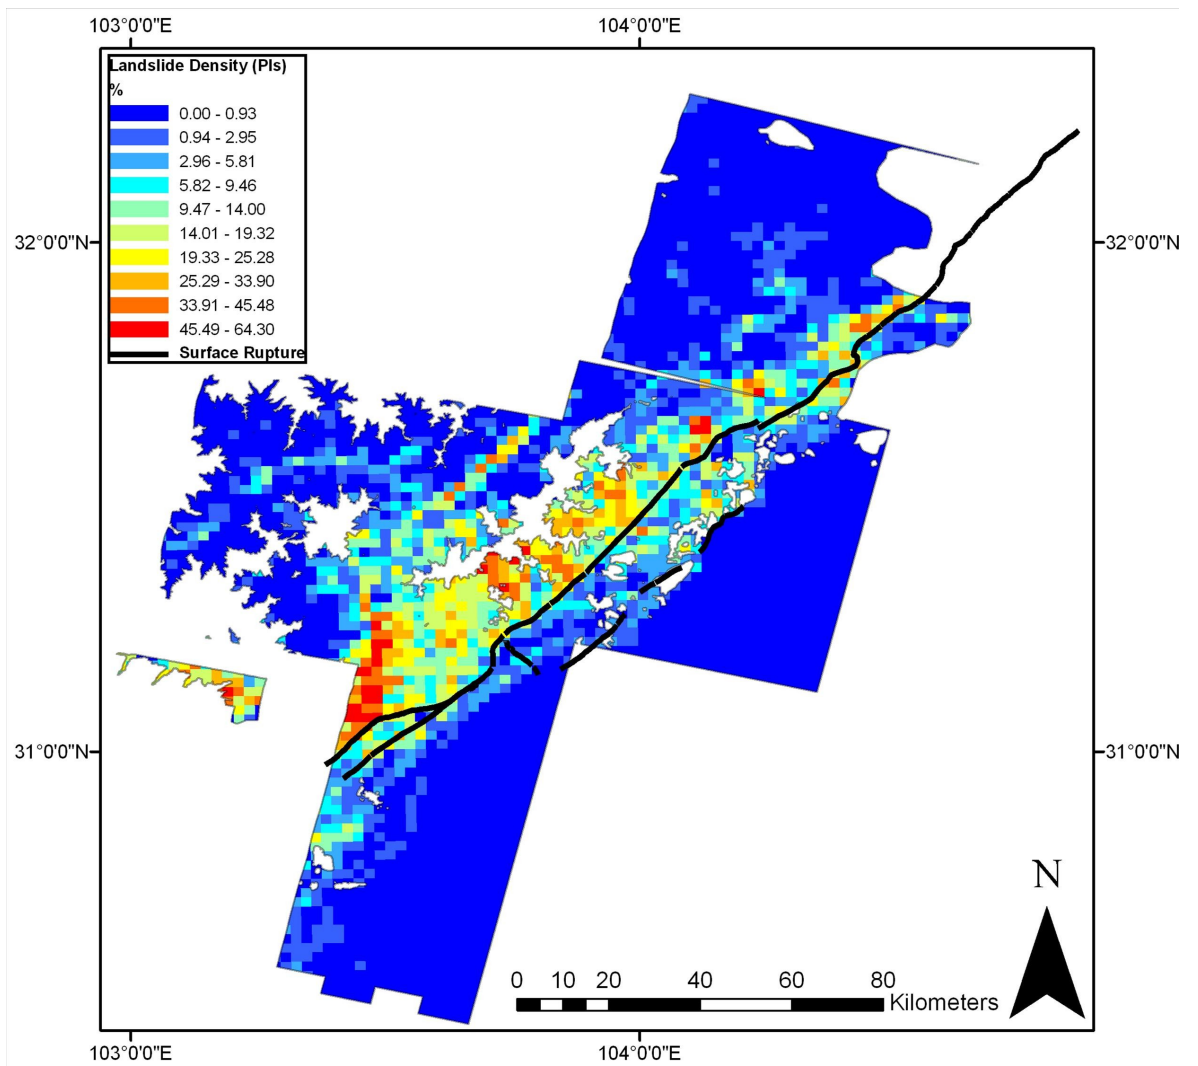 103°0'0"E 104°0'0"E
Landslide Density (Pls)
%
0.00 - 0.93
0.94 - 2.95
2.96 - 5.81
5.82 - 9.46
9.47 - 14.00
14.01 - 19.32
19.33 - 25.28
25.29 - 33.90
33.91 - 45.48
45.49 - 64.30
Surface Rupture
32°0'0"N 32°0'0"N
31°0'0"N 31°0'0"N
N
0 10 20 40 60 80
Kilometers
103°0'0"E 104°0'0"E